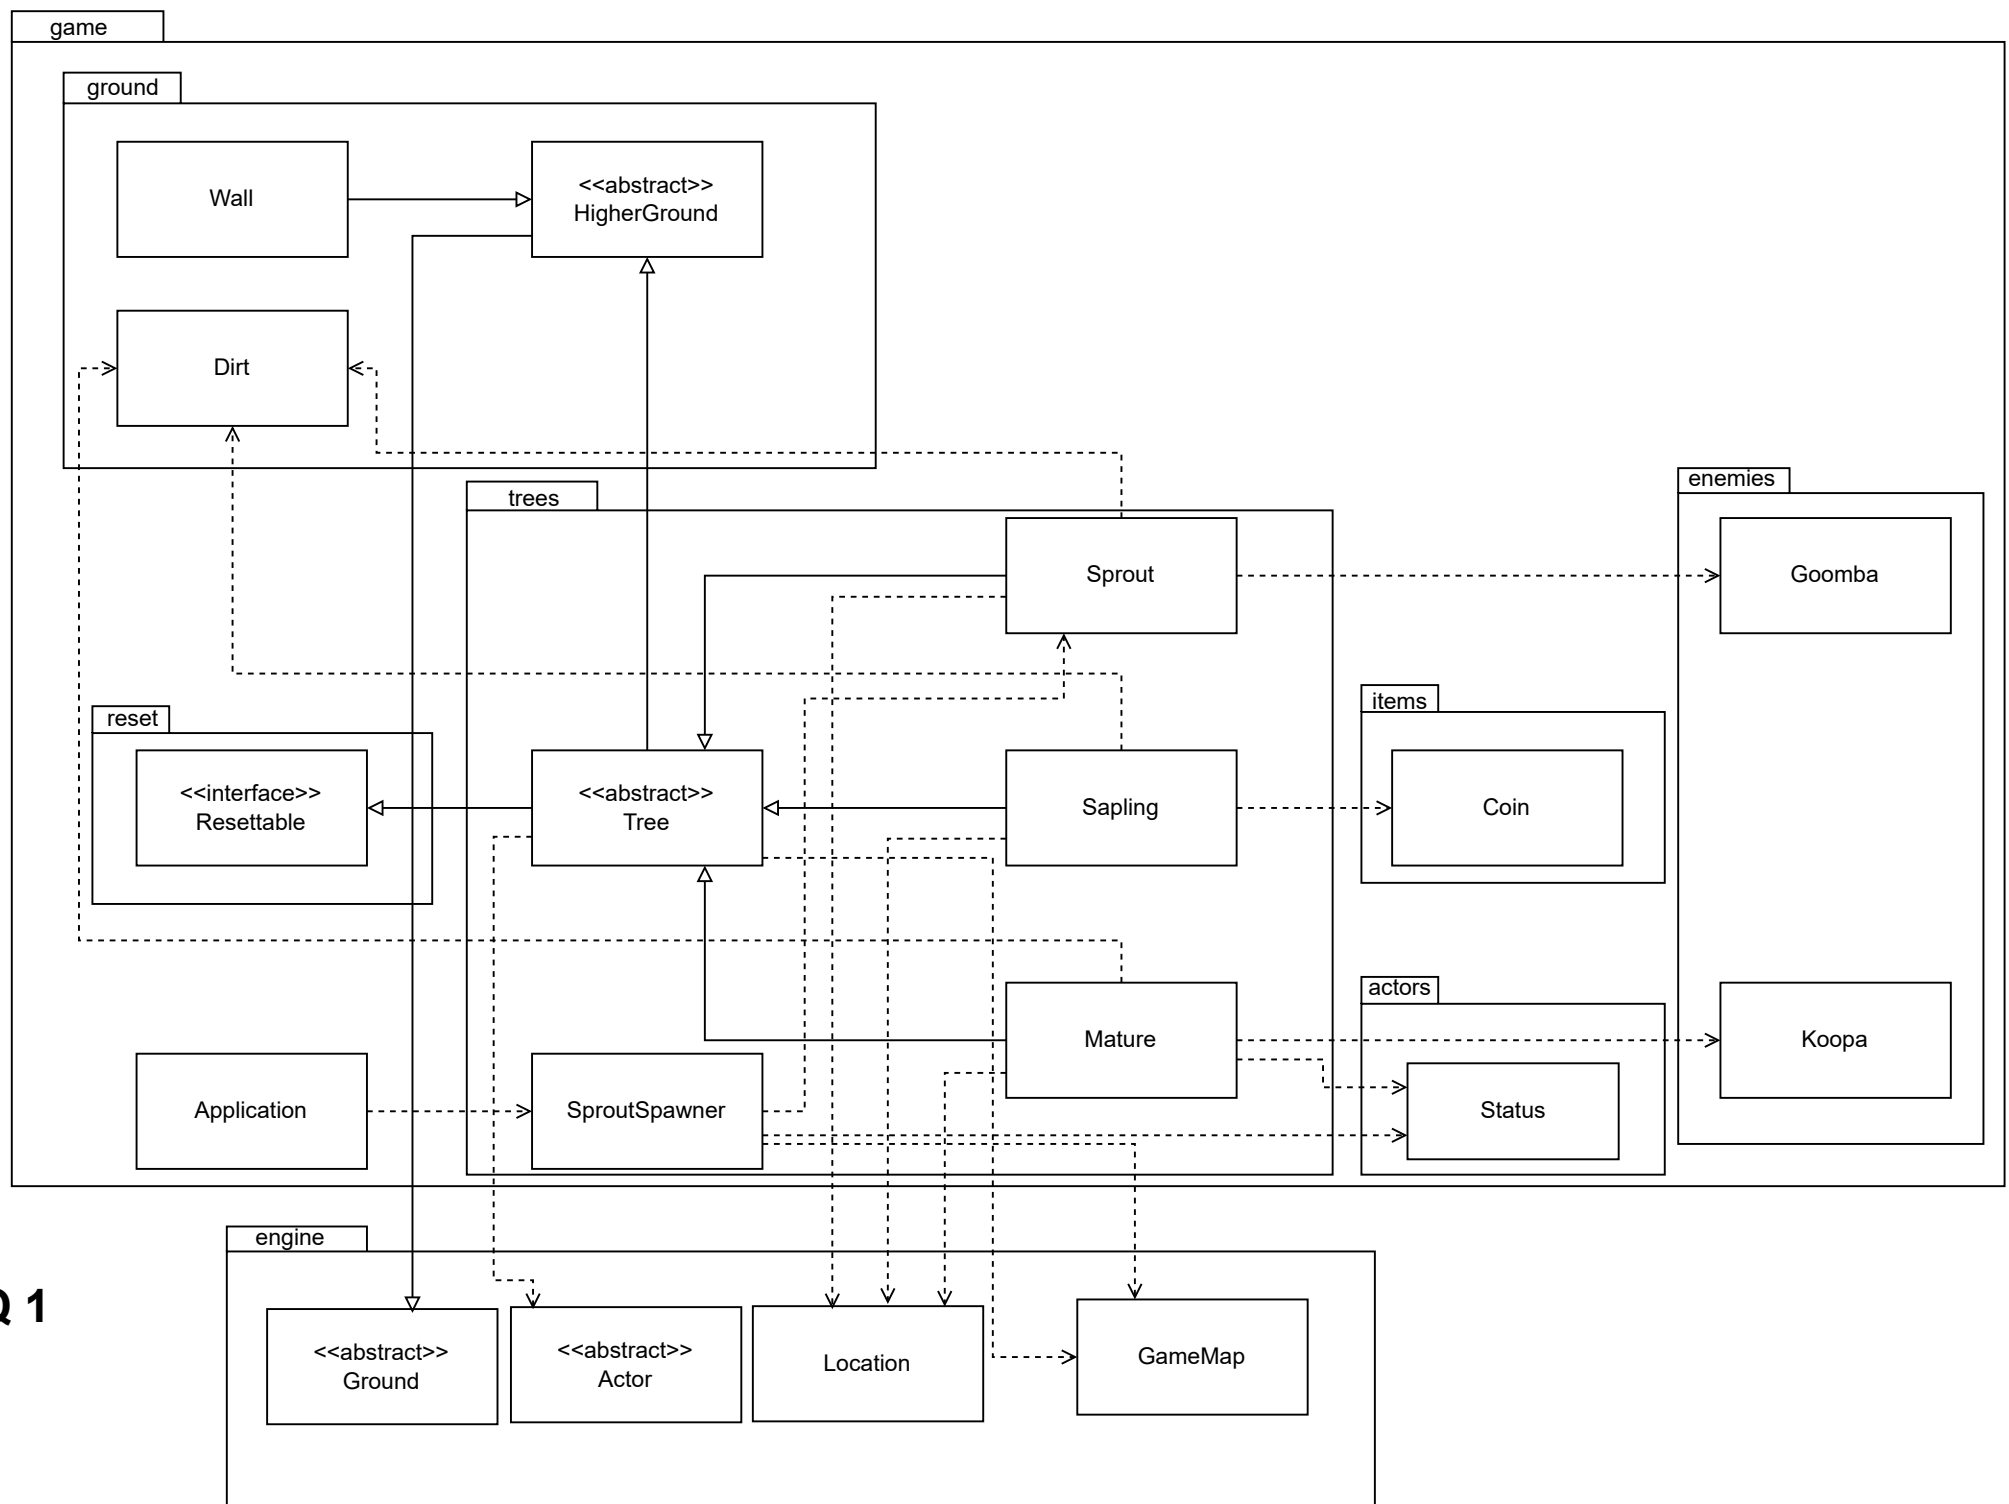 game
ground
Wall
<<abstract>>
HigherGround
Dirt
trees
enemies
Sprout
Goomba
reset
items
<<interface>>
Resettable
<<abstract>>
Tree
Sapling
Coin
actors
Mature
Koopa
Application
SproutSpawner
Status
engine
Q 1
<<abstract>>
Ground
<<abstract>>
Actor
Location
GameMap